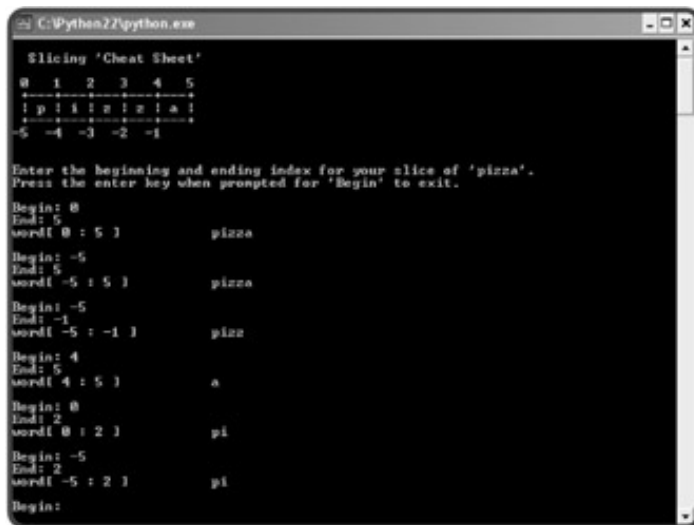 C:\Python22\python.exe
Slicing 'Cheat Sheet'
0 1 2 3 4 5
+---+---+---+---+---+
| p | i | z | z | a |
+---+---+---+---+---+
-5 -4 -3 -2 -1
Enter the beginning and ending index for your slice of 'pizza'.
Press the enter key when prompted for 'Begin' to exit.
Begin: 0
End: 5
word[ 0 : 5 ] pizza
Begin: -5
End: 5
word[ -5 : 5 ] pizza
Begin: -5
End: -1
word[ -5 : -1 ] pizz
Begin: 4
End: 5
word[ 4 : 5 ] a
Begin: 0
End: 2
word[ 0 : 2 ] pi
Begin: -5
End: 2
word[ -5 : 2 ] pi
Begin: